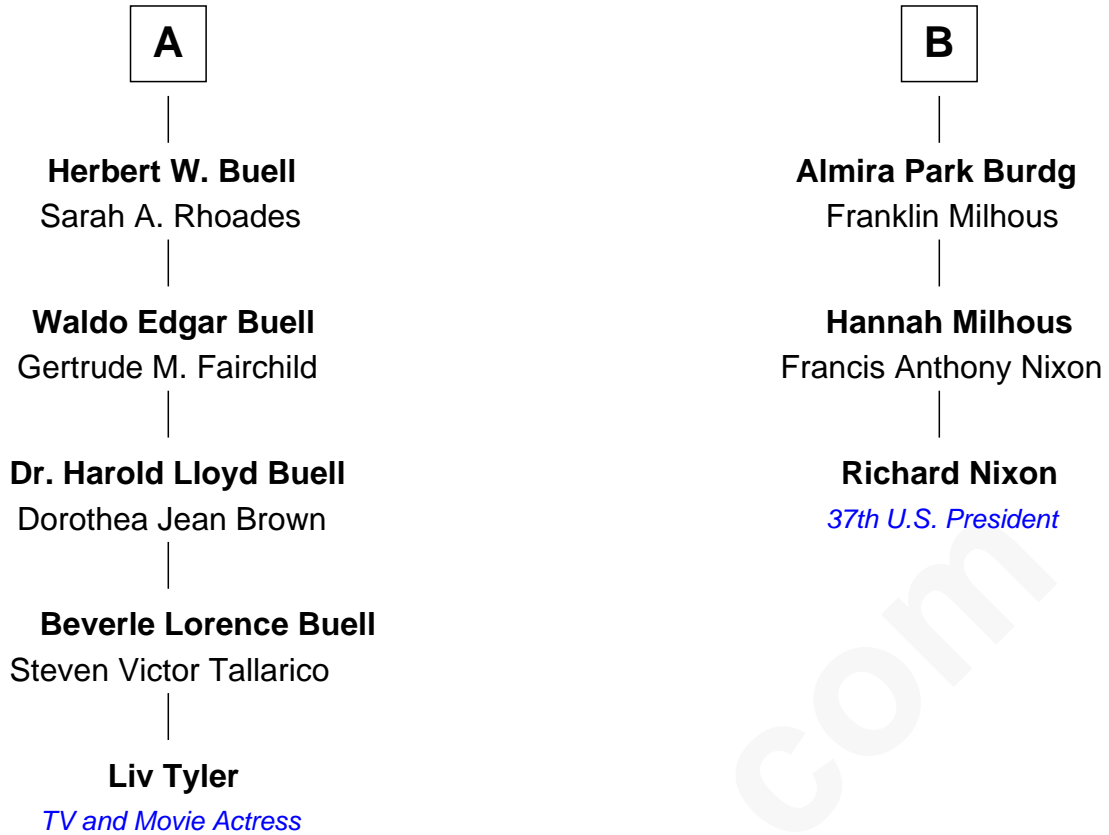 A
Herbert W. Buell
Sarah A. Rhoades
Waldo Edgar Buell
Gertrude M. Fairchild
Dr. Harold Lloyd Buell
Dorothea Jean Brown
Beverle Lorence Buell
Steven Victor Tallarico
Liv Tyler
TV and Movie Actress
B
Almira Park Burdg
Franklin Milhous
Hannah Milhous
Francis Anthony Nixon
Richard Nixon
37th U.S. President
com